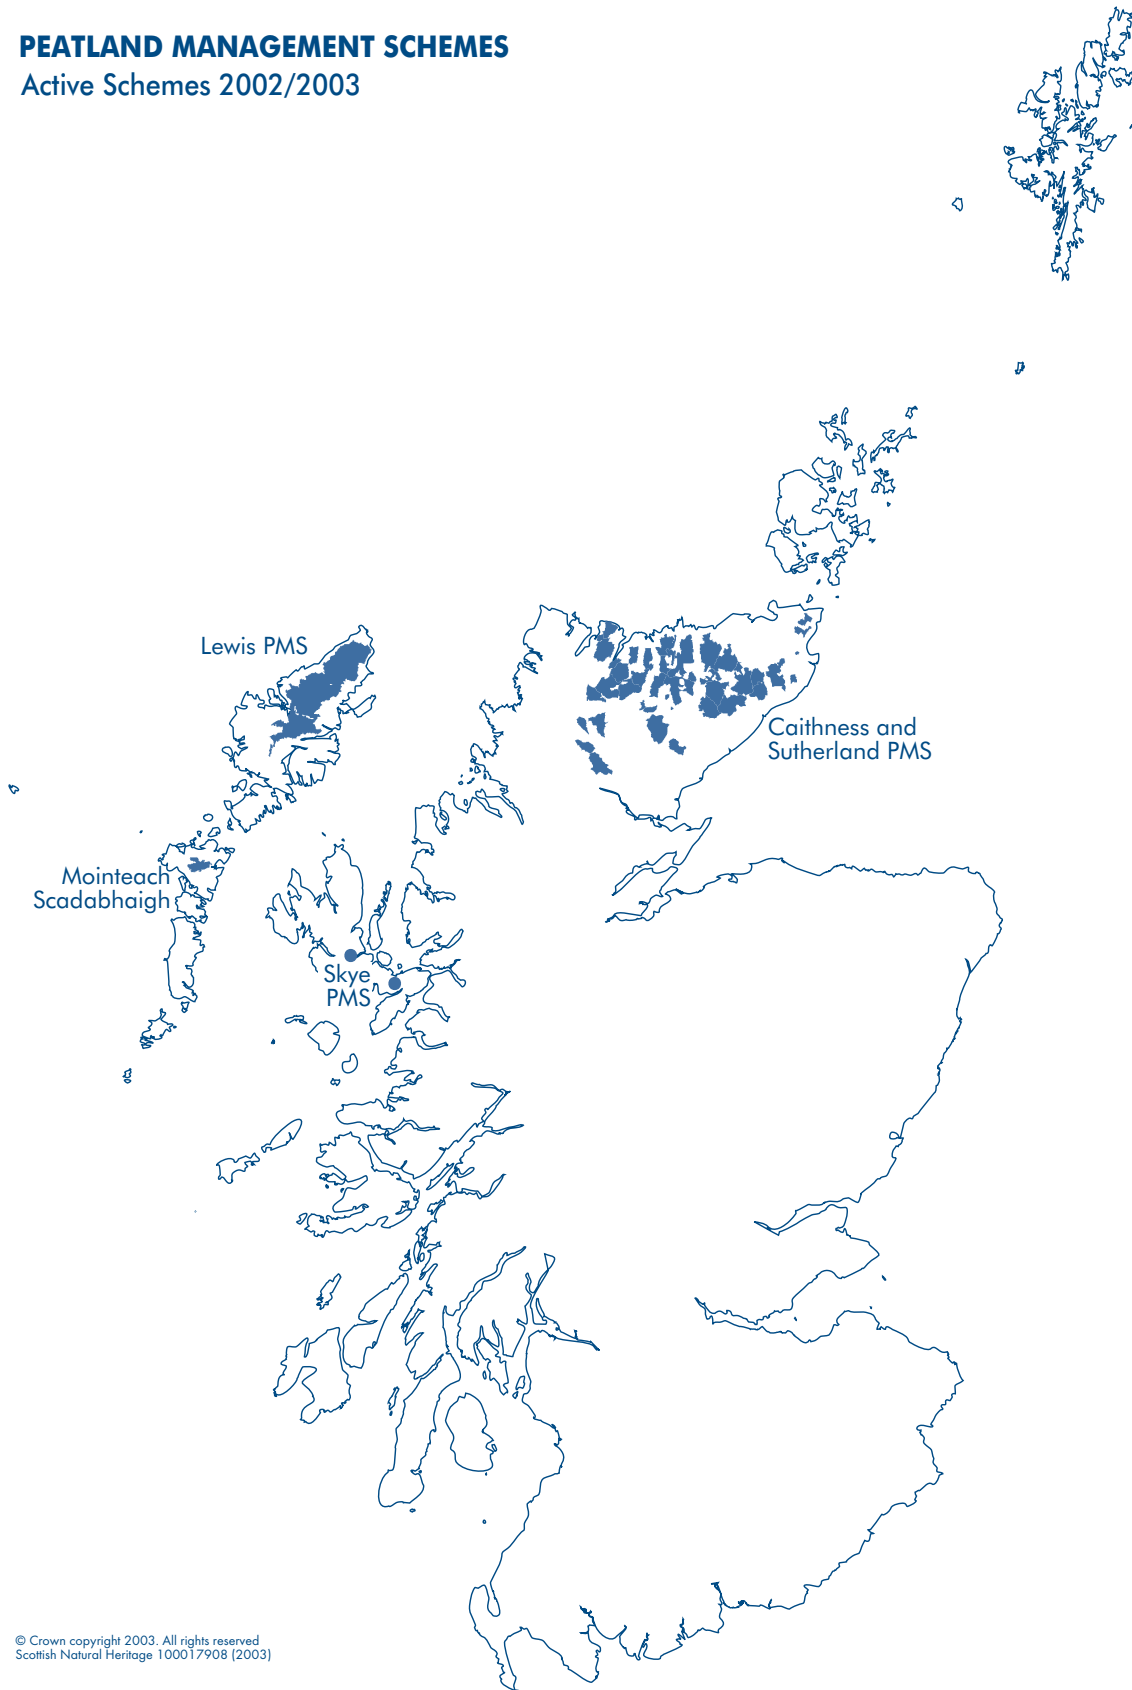 PEATLAND MANAGEMENT SCHEMES
Active Schemes 2002/2003
Lewis PMS
Caithness and
Sutherland PMS
Mointeach
Scadabhaigh
Skye
PMS
© Crown copyright 2003. All rights reserved
Scottish Natural Heritage 100017908 (2003)